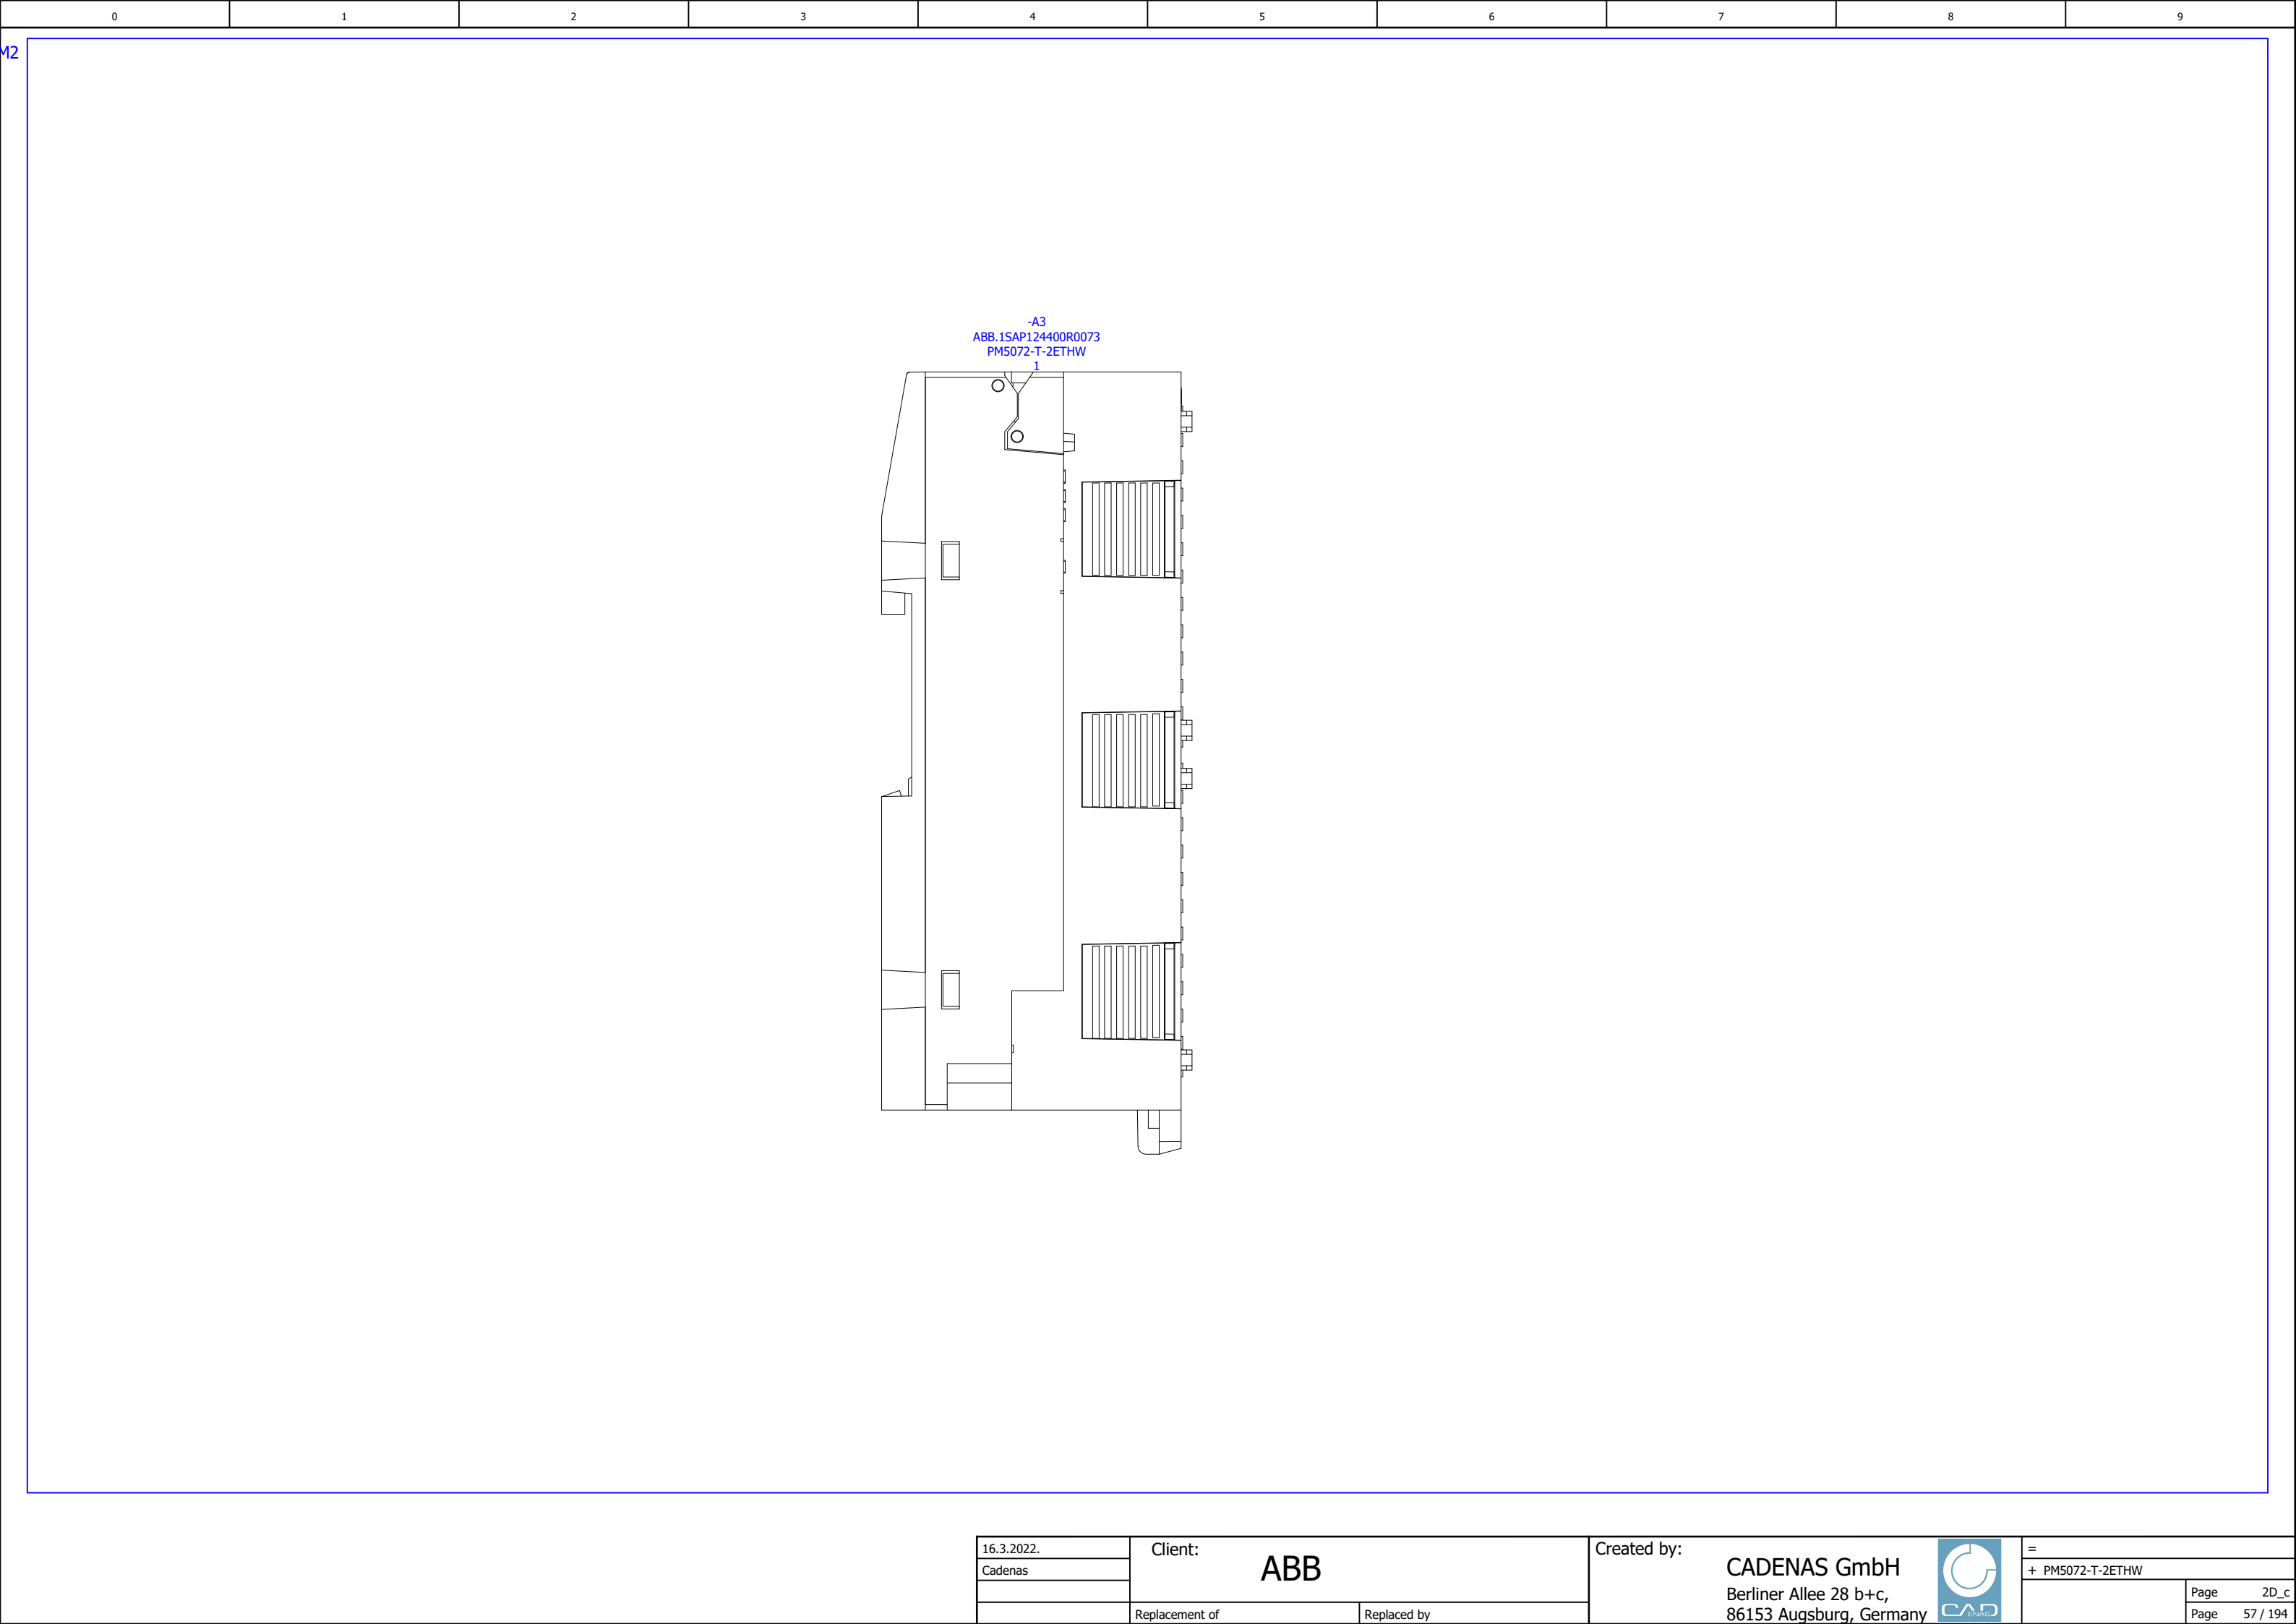 0 1 2 3 4 5 6 7 8 9
M2
-A3
ABB.1SAP124400R0073
PM5072-T-2ETHW
1
16.3.2022.
Cadenas
Client:
ABB
Replacement of
Replaced by
Created by:
CADENAS GmbH
Berliner Allee 28 b+c,
86153 Augsburg, Germany
CAD
ENAS
=
+ PM5072-T-2ETHW
Page 2D_c
Page 57 / 194